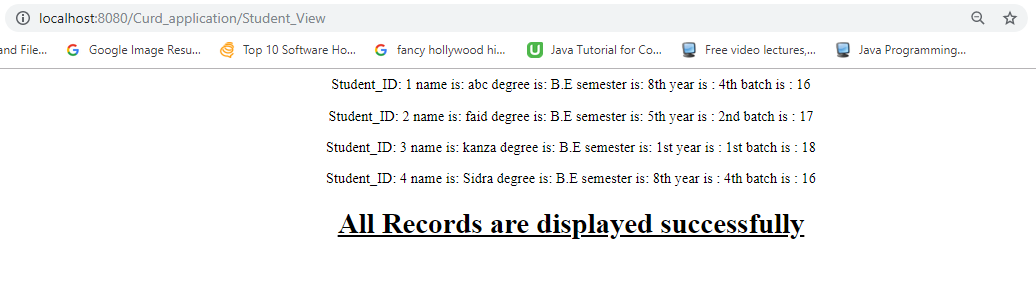 localhost:8080/Curd_application/Student_View
and File... Google Image Resu... Top 10 Software Ho... fancy hollywood hi... Java Tutorial for Co... Free video lectures,... Java Programming...
Student_ID: 1 name is: abc degree is: B.E semester is: 8th year is : 4th batch is : 16
Student_ID: 2 name is: faid degree is: B.E semester is: 5th year is : 2nd batch is : 17
Student_ID: 3 name is: kanza degree is: B.E semester is: 1st year is : 1st batch is : 18
Student_ID: 4 name is: Sidra degree is: B.E semester is: 8th year is : 4th batch is : 16
All Records are displayed successfully